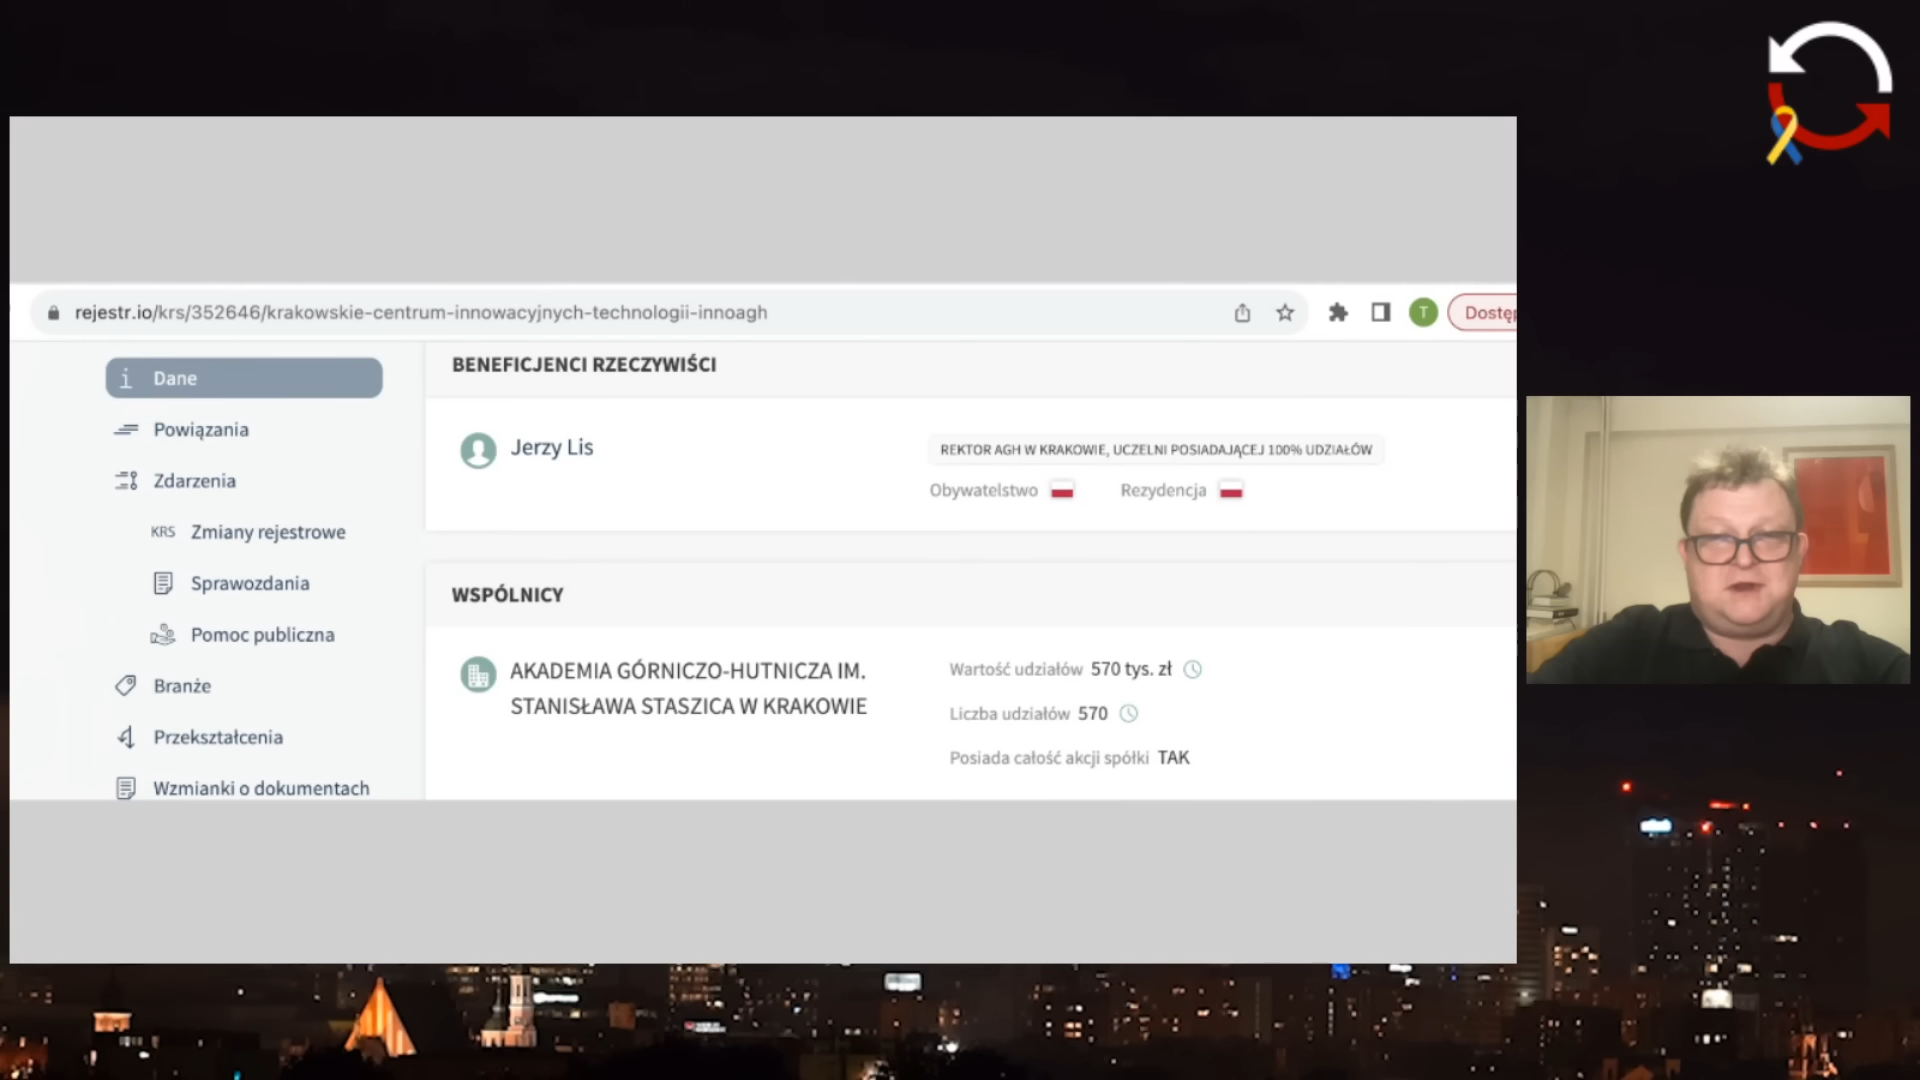 rejestr.io/krs/352646/krakowskie-centrum-innowacyjnych-technologii-innoagh
T
Dostęp
Dane
Powiązania
Zdarzenia
KRS Zmiany rejestrowe
Sprawozdania
Pomoc publiczna
Branże
Przekształcenia
Wzmianki o dokumentach
BENEFICJENCI RZECZYWIŚCI
Jerzy Lis
REKTOR AGH W KRAKOWIE, UCZELNI POSIADAJĄCEJ 100% UDZIAŁÓW
Obywatelstwo
Rezydencja
WSPÓLNICY
AKADEMIA GÓRNICZO-HUTNICZA IM.
STANISŁAWA STASZICA W KRAKOWIE
Wartość udziałów 570 tys. zł
Liczba udziałów 570
Posiada całość akcji spółki TAK